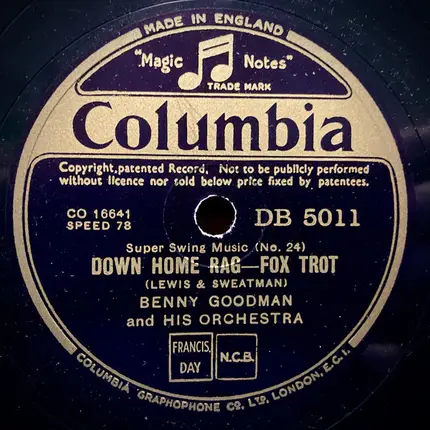 MADE IN ENGLAND
"Magic Notes"
TRADE MARK
Columbia
Copyright, patented Record, Not to be publicly performed
without licence nor sold below price fixed by patentees.
CO 16641
SPEED 78
DB 5011
Super Swing Music (No. 24)
DOWN HOME RAG—FOX TROT
(LEWIS & SWEATMAN)
BENNY GOODMAN
and HIS ORCHESTRA
FRANCIS,
DAY
N.C.B.
COLUMBIA GRAPHOPHONE CO. LTD. LONDON, E.C.1.